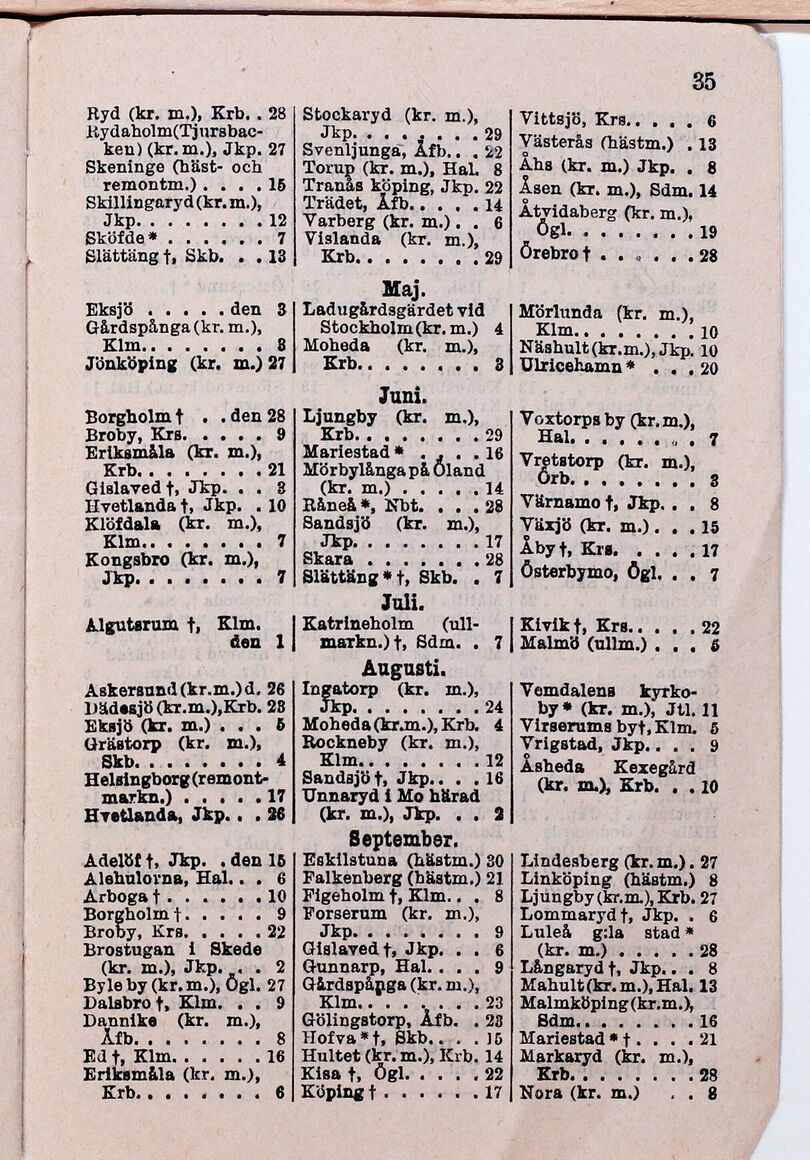 35
Ryd (kr. m.), Krb. . 28
Rydaholm (Tjursbac-
ken) (kr. m.), Jkp. 27
Skeninge (häst- och
remontm.) . . . . 15
Skillingaryd (kr. m.),
Jkp. . . . . . . . 12
Sköfde* . . . . . . 7
Slättäng †, Skb. . . 13
Stockaryd (kr. m.),
Jkp. . . . . . . . 29
Svenljunga, Äfb. . . 22
Torup (kr. m.), Hal. 8
Tranås köping, Jkp. 22
Trädet, Äfb. . . . . 14
Varberg (kr. m.) . . 6
Vislanda (kr. m.),
Krb. . . . . . . . 29
Vittsjö, Krs. . . . . 6
Västerås (hästm.) . 13
Åhs (kr. m.) Jkp. . 8
Åsen (kr. m.), Sdm. 14
Åtvidaberg (kr. m.),
Ögl. . . . . . . . 19
Örebro † . . . . . . 28
Maj.
Eksjö . . . . . den 3
Gårdspånga (kr. m.),
Klm. . . . . . . . 8
Jönköping (kr. m.) 27
Ladugårdsgärdet vid
Stockholm (kr. m.) 4
Moheda (kr. m.),
Krb. . . . . . . . 3
Mörlunda (kr. m.),
Klm. . . . . . . . 10
Näshult (kr. m.), Jkp. 10
Ulricehamn * . . . 20
Juni.
Borgholm † . . den 28
Broby, Krs. . . . . 9
Eriksmåla (kr. m.),
Krb. . . . . . . . 21
Gislaved †, Jkp. . . 3
Hvetlanda †, Jkp. . 10
Klöfdala (kr. m.),
Klm. . . . . . . . 7
Kongsbro (kr. m.),
Jkp. . . . . . . . 7
Ljungby (kr. m.),
Krb. . . . . . . . 29
Mariestad * . . . . 16
Mörbylånga på Öland
(kr. m.) . . . . . 14
Råneå *, Nbt. . . . 28
Sandsjö (kr. m.),
Jkp. . . . . . . . 17
Skara . . . . . . . 28
Slättäng * †, Skb. . 7
Voxtorps by (kr. m.),
Hal. . . . . . . . 7
Vretstorp (kr. m.),
Örb. . . . . . . . 3
Värnamo †, Jkp. . . 8
Växjö (kr. m.) . . . 15
Åby †, Krs. . . . . 17
Österbymo, Ögl. . . 7
Juli.
Algutsrum †, Klm.
den 1
Katrineholm (ull-
markn.) †, Sdm. . 7
Kivik †, Krs. . . . . 22
Malmö (ullm.) . . . 5
Augusti.
Askersund (kr. m.) d. 26
Dädesjö (kr. m.), Krb. 23
Eksjö (kr. m.) . . . 5
Grästorp (kr. m.),
Skb. . . . . . . . 4
Helsingborg (remont-
markn.) . . . . . 17
Hvetlanda, Jkp. . . 26
Ingatorp (kr. m.),
Jkp. . . . . . . . 24
Moheda (kr. m.), Krb. 4
Rockneby (kr. m.),
Klm. . . . . . . . 12
Sandsjö †, Jkp. . . . 16
Unnaryd i Mo härad
(kr. m.), Jkp. . . 2
Vemdalens kyrko-
by * (kr. m.), Jtl. 11
Virserums by †, Klm. 5
Vrigstad, Jkp. . . . 9
Åsheda Kexegård
(kr. m.), Krb. . . 10
September.
Adelöf †, Jkp. . den 15
Alehulorna, Hal. . . 6
Arboga † . . . . . . 10
Borgholm † . . . . . 9
Broby, Krs. . . . . 22
Brostugan i Skede
(kr. m.), Jkp. . . . 2
Byle by (kr. m.), Ögl. 27
Dalsbro †, Klm. . . 9
Dannike (kr. m.),
Äfb. . . . . . . . 8
Ed †, Klm. . . . . . 16
Eriksmåla (kr. m.),
Krb. . . . . . . . 6
Eskilstuna (hästm.) 30
Falkenberg (hästm.) 21
Figeholm †, Klm. . . 8
Forserum (kr. m.),
Jkp. . . . . . . . 9
Gislaved †, Jkp. . . 6
Gunnarp, Hal. . . . 9
Gårdspånga (kr. m.),
Klm. . . . . . . . 23
Gölingstorp, Äfb. . 23
Hofva * †, Skb. . . . 15
Hultet (kr. m.), Krb. 14
Kisa †, Ögl. . . . . 22
Köping † . . . . . . 17
Lindesberg (kr. m.) . 27
Linköping (hästm.) 8
Ljungby (kr. m.), Krb. 27
Lommaryd †, Jkp. . 6
Luleå g:la stad *
(kr. m.) . . . . . 28
Långaryd †, Jkp. . . 8
Mahult (kr. m.), Hal. 13
Malmköping (kr. m.),
Sdm. . . . . . . . 16
Mariestad * † . . . . 21
Markaryd (kr. m.),
Krb. . . . . . . . 28
Nora (kr. m.) . . 8